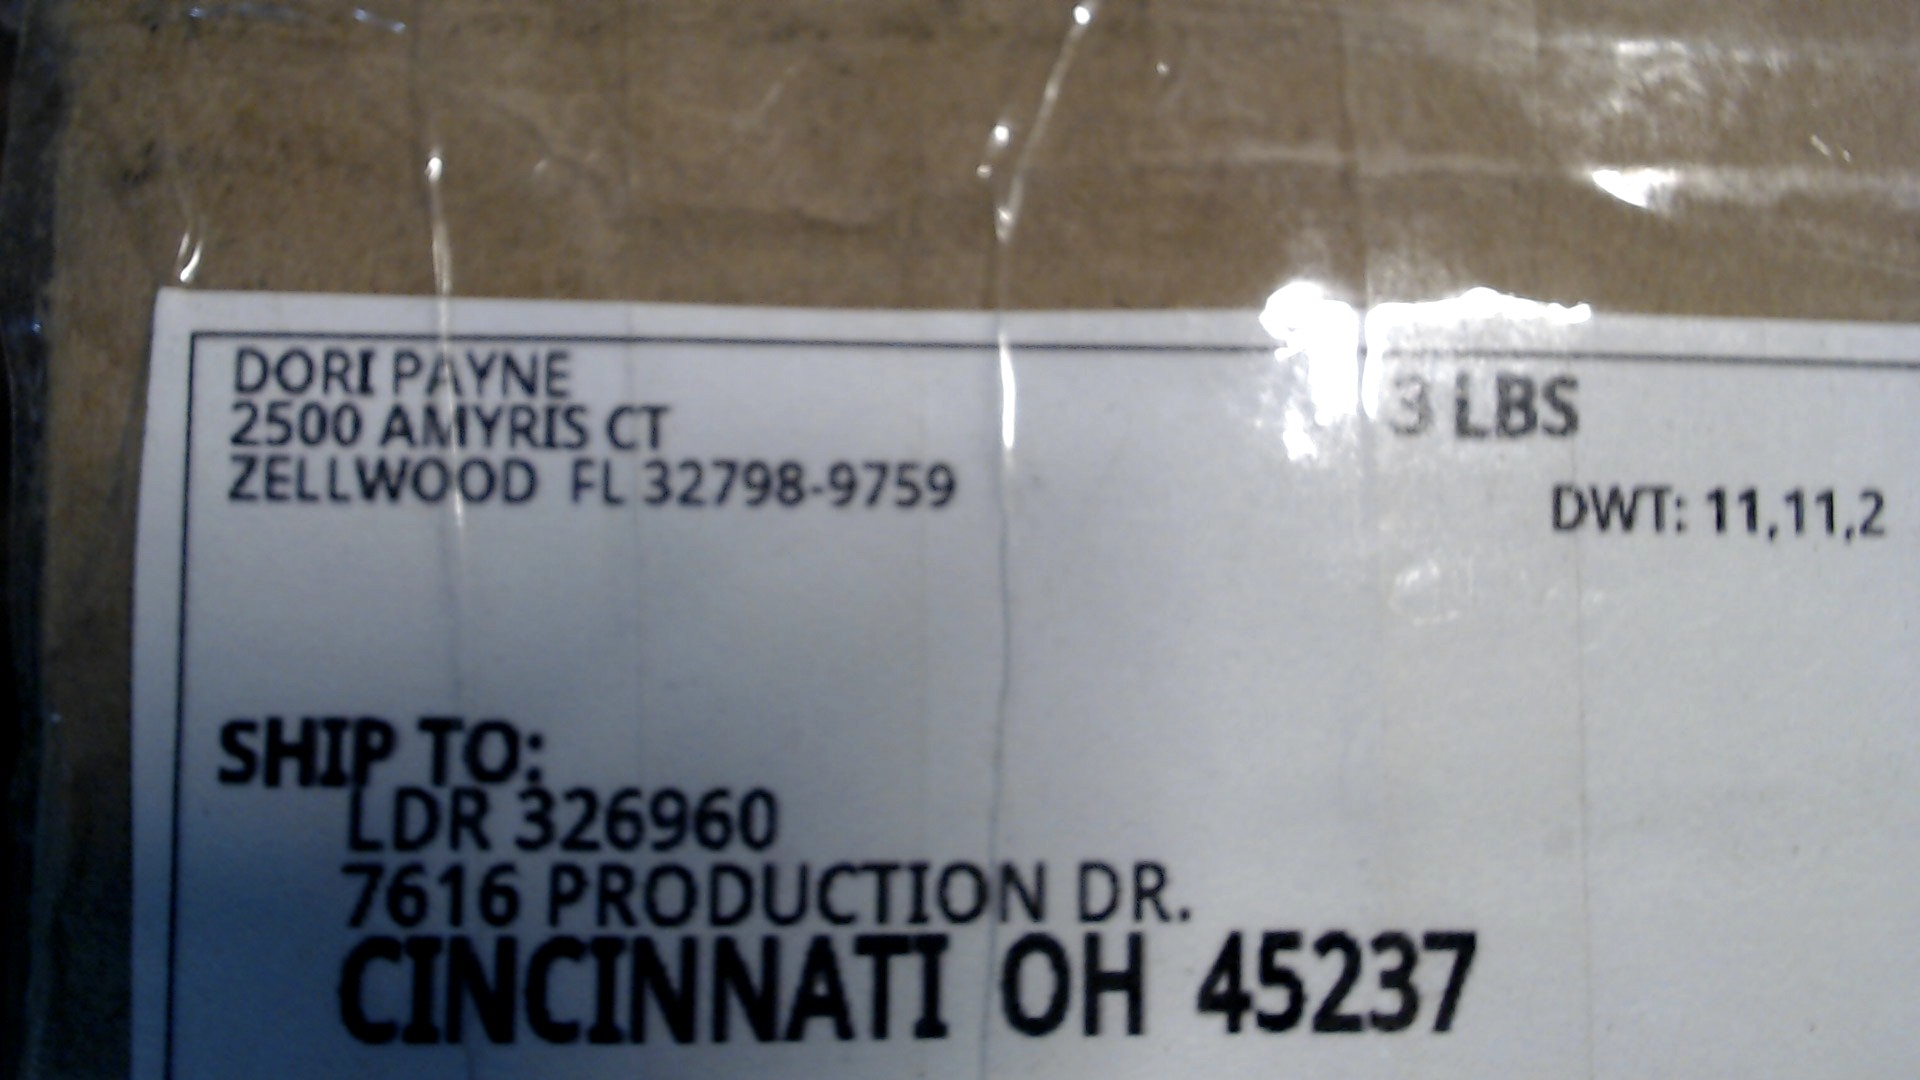 DORI PAYNE
2500 AMYRIS CT
ZELLWOOD FL 32798-9759
3 LBS
DWT: 11,11,2
SHIP TO:
LDR 326960
7616 PRODUCTION DR.
CINCINNATI OH 45237